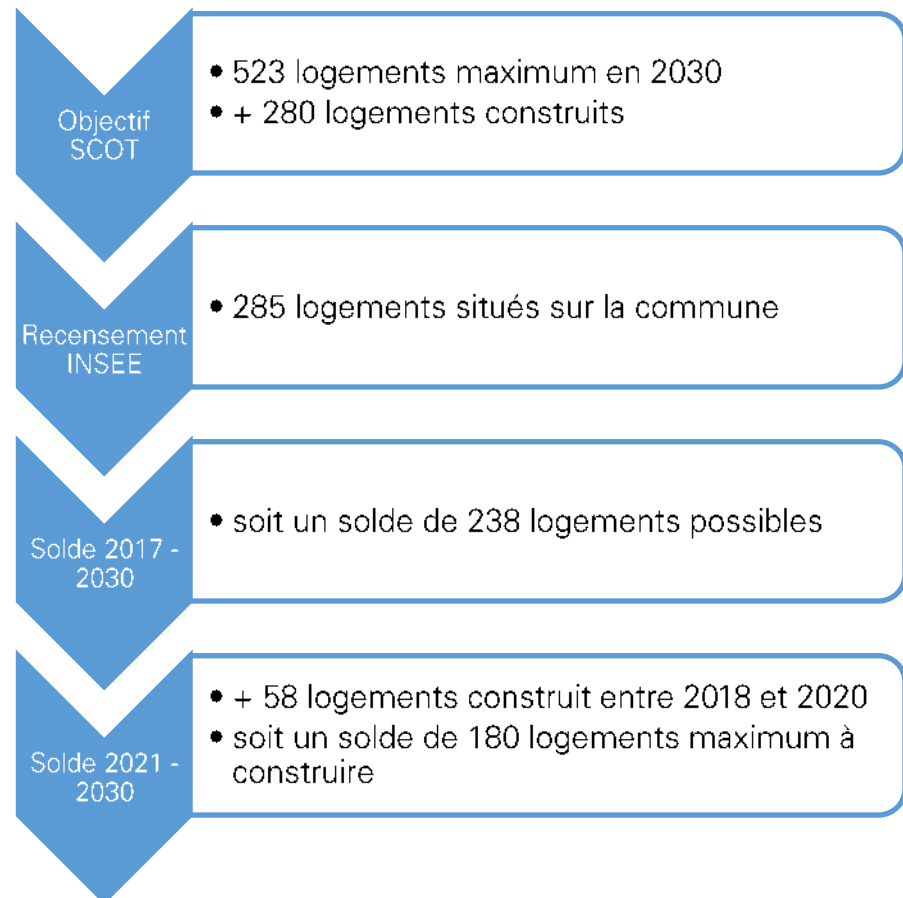 Objectif
SCOT
• 523 logements maximum en 2030
• + 280 logements construits
Recensement
INSEE
• 285 logements situés sur la commune
Solde 2017 -
2030
• soit un solde de 238 logements possibles
Solde 2021 -
2030
• + 58 logements construit entre 2018 et 2020
• soit un solde de 180 logements maximum à
construire